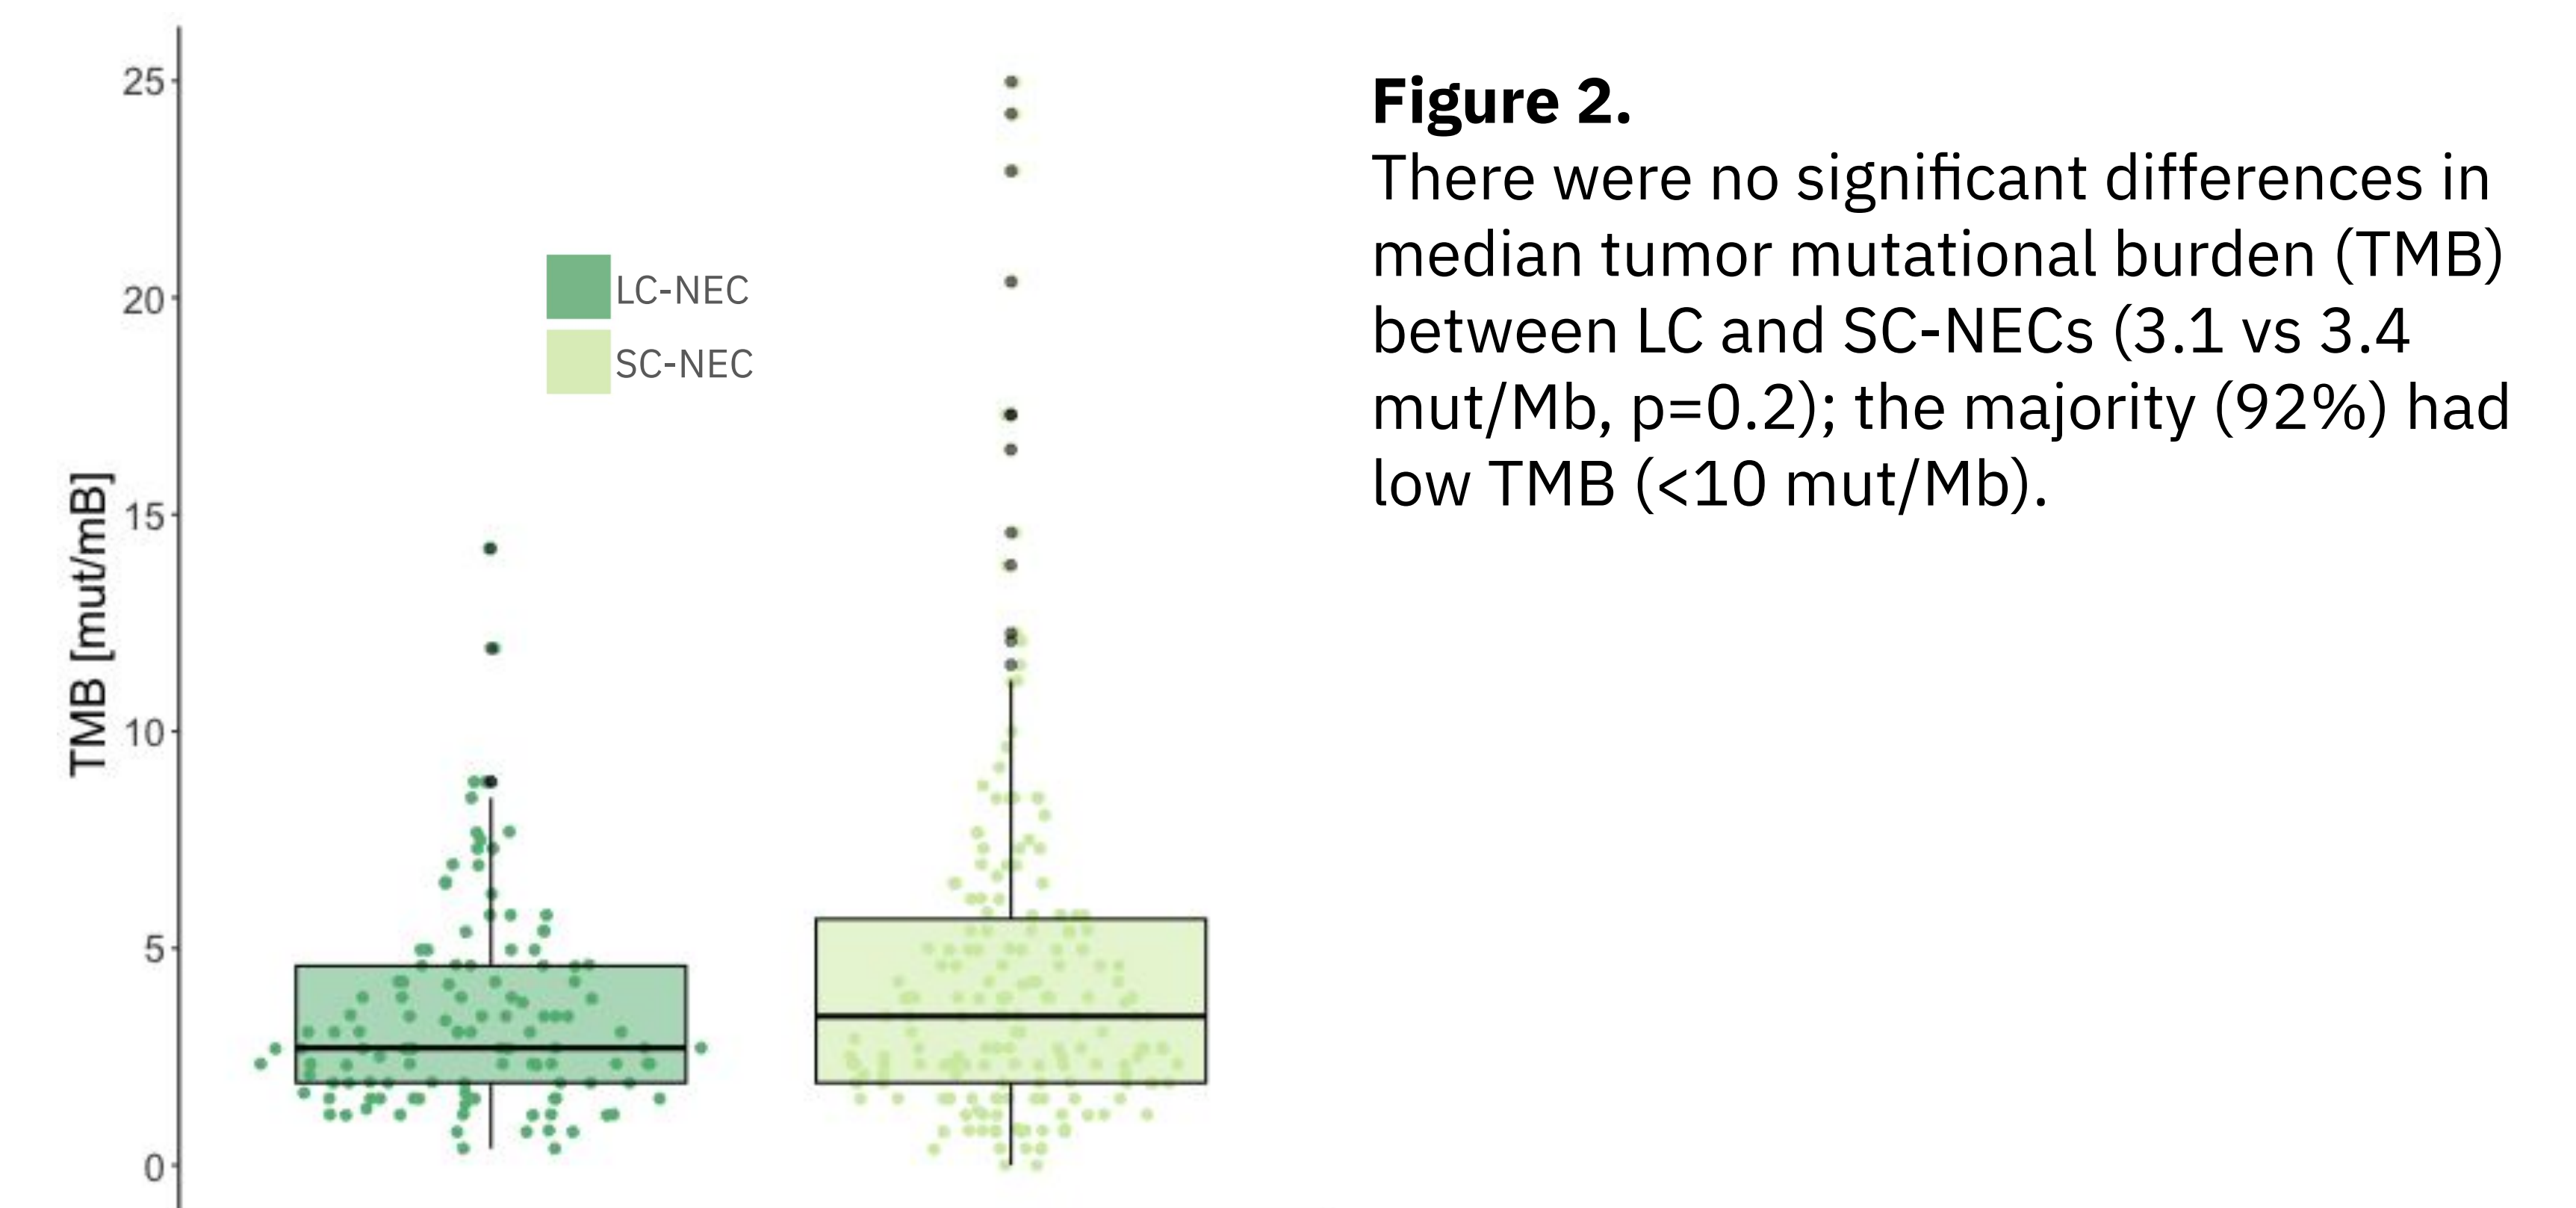 25
20
15
10
5
0
TMB [mut/mB]
LC-NEC
SC-NEC
Figure 2.
There were no significant differences in
median tumor mutational burden (TMB)
between LC and SC-NECs (3.1 vs 3.4
mut/Mb, p=0.2); the majority (92%) had
low TMB (<10 mut/Mb).